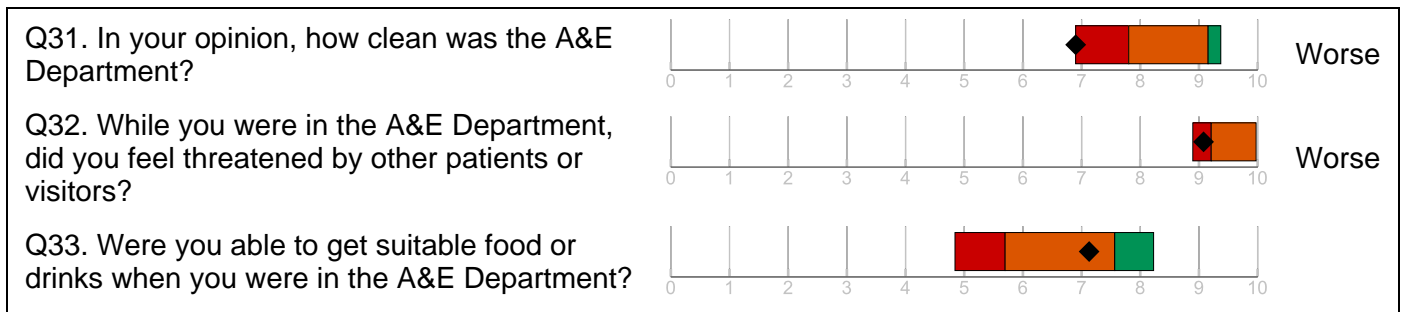 Q31. In your opinion, how clean was the A&E
Department?
0 1 2 3 4 5 6 7 8 9 10
Worse
Q32. While you were in the A&E Department,
did you feel threatened by other patients or
visitors?
0 1 2 3 4 5 6 7 8 9 10
Worse
Q33. Were you able to get suitable food or
drinks when you were in the A&E Department?
0 1 2 3 4 5 6 7 8 9 10